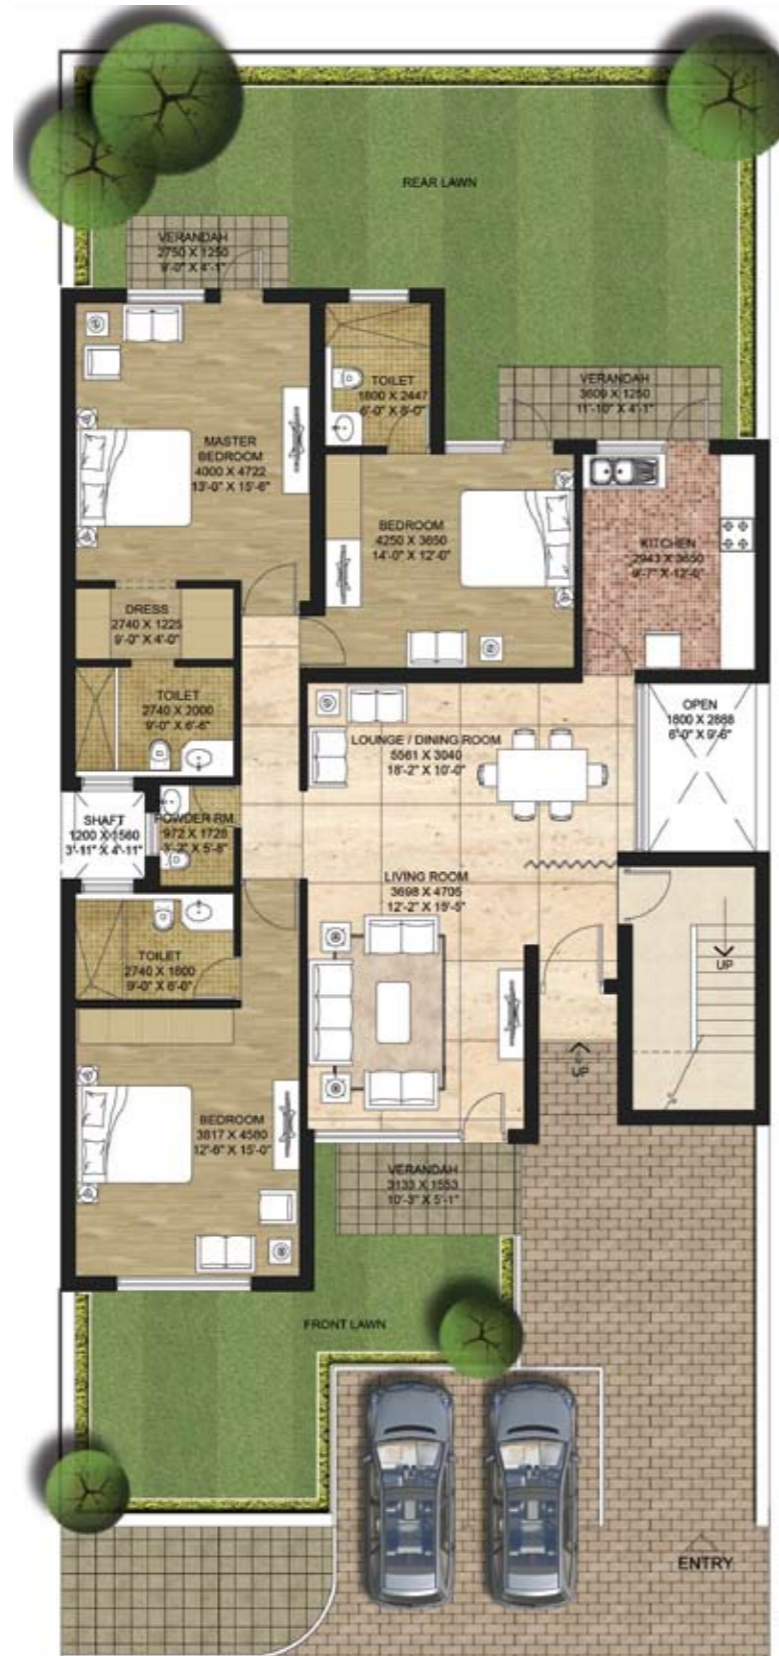 REAR LAWN
VERANDAH
2750 X 1250
9'-0" X 4'-1"
TOILET
1800 X 2447
6'-0" X 8'-0"
VERANDAH
3609 X 1250
11'-10" X 4'-1"
MASTER
BEDROOM
4000 X 4722
13'-0" X 15'-6"
BEDROOM
4250 X 3650
14'-0" X 12'-0"
KITCHEN
2943 X 3650
9'-7" X 12'-0"
DRESS
2740 X 1225
9'-0" X 4'-0"
TOILET
2740 X 2000
9'-0" X 6'-6"
OPEN
1800 X 2888
6'-0" X 9'-6"
LOUNGE / DINING ROOM
5561 X 3040
18'-2" X 10'-0"
SHAFT
1200 X 1560
3'-11" X 4'-11"
POWDER RM.
972 X 1728
3'-2" X 5'-8"
LIVING ROOM
3698 X 4705
12'-2" X 15'-5"
TOILET
2740 X 1800
9'-0" X 6'-0"
UP
UP
BEDROOM
3817 X 4580
12'-6" X 15'-0"
VERANDAH
3133 X 1553
10'-3" X 5'-1"
FRONT LAWN
ENTRY